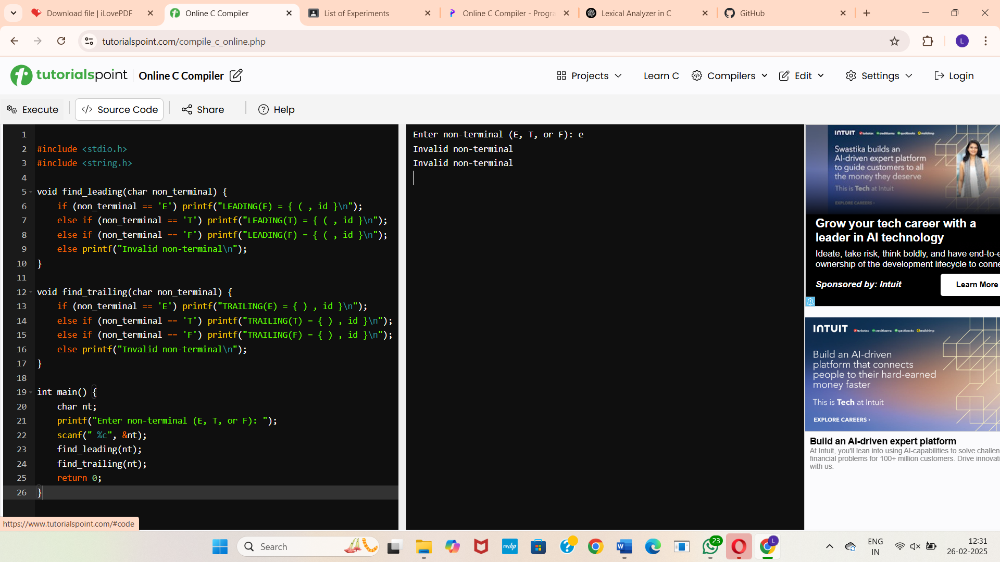 Download file | iLovePDF
Online C Compiler
List of Experiments
Online C Compiler - Progra
Lexical Analyzer in C
GitHub
tutorialspoint.com/compile_c_online.php
L
tutorialspoint
Online C Compiler
Projects
Learn C
Compilers
Edit
Settings
Login
Execute
</> Source Code
Share
Help
1
2 #include <stdio.h>
3 #include <string.h>
4
5 void find_leading(char non_terminal) {
6 if (non_terminal == 'E') printf("LEADING(E) = { ( , id }\n");
7 else if (non_terminal == 'T') printf("LEADING(T) = { ( , id }\n");
8 else if (non_terminal == 'F') printf("LEADING(F) = { ( , id }\n");
9 else printf("Invalid non-terminal\n");
10 }
11
12 void find_trailing(char non_terminal) {
13 if (non_terminal == 'E') printf("TRAILING(E) = { ) , id }\n");
14 else if (non_terminal == 'T') printf("TRAILING(T) = { ) , id }\n");
15 else if (non_terminal == 'F') printf("TRAILING(F) = { ) , id }\n");
16 else printf("Invalid non-terminal\n");
17 }
18
19 int main() {
20 char nt;
21 printf("Enter non-terminal (E, T, or F): ");
22 scanf(" %c", &nt);
23 find_leading(nt);
24 find_trailing(nt);
25 return 0;
26 }
https://www.tutorialspoint.com/#code
Enter non-terminal (E, T, or F): e
Invalid non-terminal
Invalid non-terminal
INTUIT turbotax creditkarma quickbooks mailchimp
Swastika builds an
AI-driven expert platform
to guide customers to all
the money they deserve
This is Tech at Intuit
EXPLORE CAREERS ›
Grow your tech career with a
leader in AI technology
Ideate, take risk, think boldly, and have end-to-e
ownership of the development lifecycle to conne
Sponsored by: Intuit
Learn More
INTUIT turbotax creditkarma quickbooks mailchimp
Build an AI-driven
platform that connects
people to their hard-earned
money faster
This is Tech at Intuit
EXPLORE CAREERS ›
Build an AI-driven expert platform
At Intuit, you'll lean into using AI-capabilities to solve challen
financial problems for 100+ million customers. Drive innovati
with us.
Search
myhp
W
23
L
ENG
IN
12:31
26-02-2025